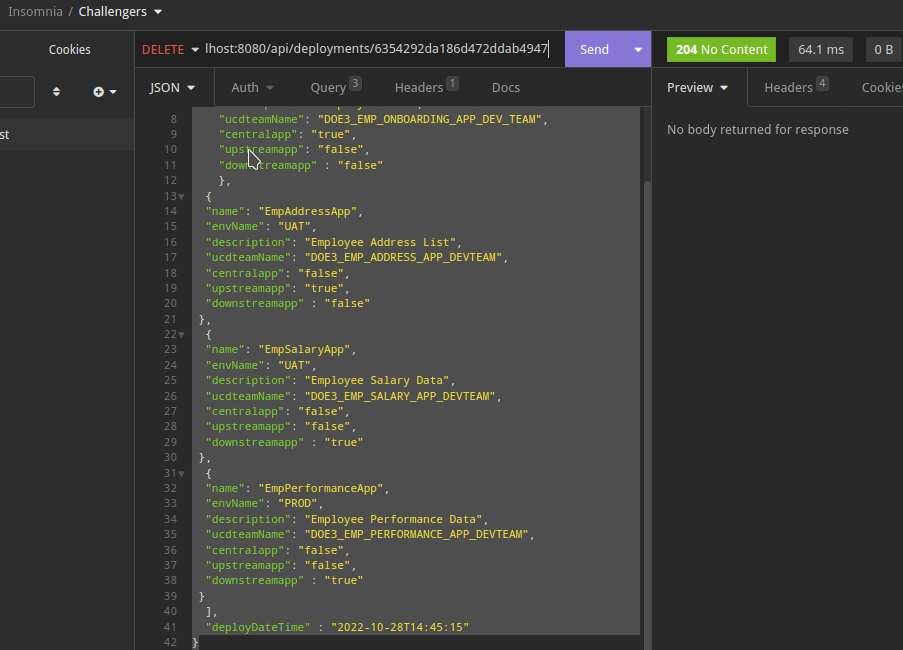 Insomnia / Challengers
Cookies
DELETE lhost:8080/api/deployments/6354292da186d472ddab4947 Send
204 No Content 64.1 ms 0 B
JSON Auth Query 3 Headers 1 Docs
Preview Headers 4 Cookies
st
No body returned for response
8 "ucdteamName": "DOE3_EMP_ONBOARDING_APP_DEV_TEAM",
9 "centralapp": "true",
10 "upstreamapp": "false",
11 "downstreamapp" : "false"
12 },
13 {
14 "name": "EmpAddressApp",
15 "envName": "UAT",
16 "description": "Employee Address List",
17 "ucdteamName": "DOE3_EMP_ADDRESS_APP_DEVTEAM",
18 "centralapp": "false",
19 "upstreamapp": "true",
20 "downstreamapp" : "false"
21 },
22 {
23 "name": "EmpSalaryApp",
24 "envName": "UAT",
25 "description": "Employee Salary Data",
26 "ucdteamName": "DOE3_EMP_SALARY_APP_DEVTEAM",
27 "centralapp": "false",
28 "upstreamapp": "false",
29 "downstreamapp" : "true"
30 },
31 {
32 "name": "EmpPerformanceApp",
33 "envName": "PROD",
34 "description": "Employee Performance Data",
35 "ucdteamName": "DOE3_EMP_PERFORMANCE_APP_DEVTEAM",
36 "centralapp": "false",
37 "upstreamapp": "false",
38 "downstreamapp" : "true"
39 }
40 ],
41 "deployDateTime" : "2022-10-28T14:45:15"
42 }